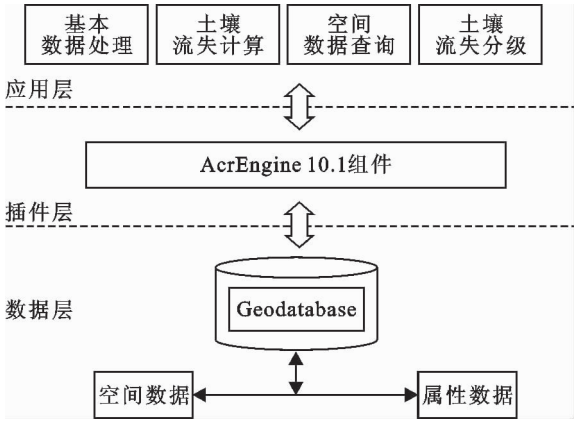 基本
数据处理
土壤
流失计算
空间
数据查询
土壤
流失分级
应用层
AcrEngine 10.1组件
插件层
Geodatabase
数据层
空间数据
属性数据